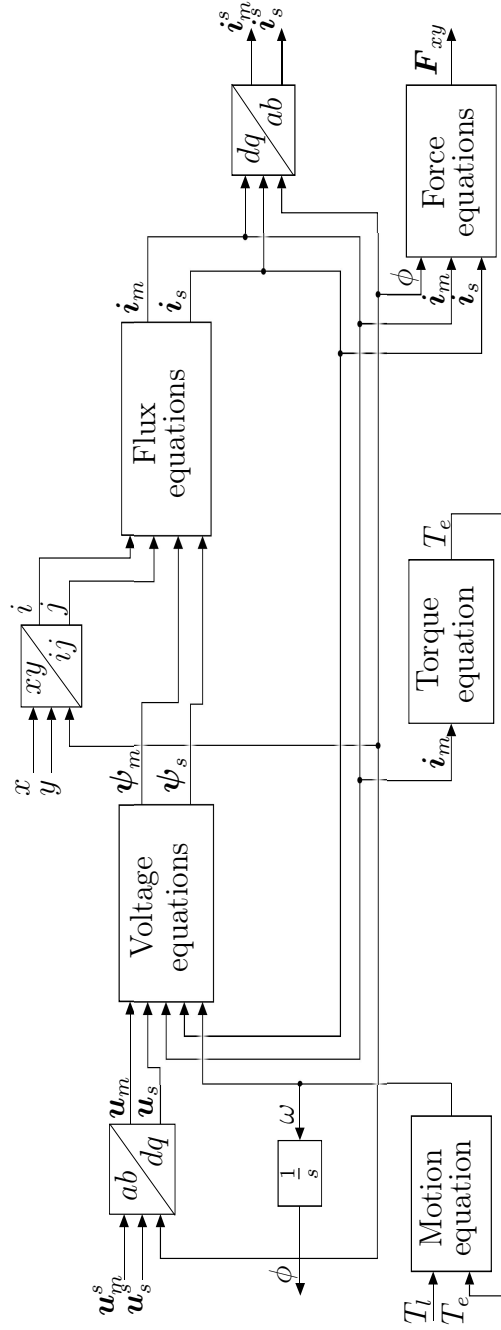 u_m^s
u_s^s
ab
dq
u_m
u_s
ϕ
1/s
ω
T_l
T_e
Motion
equation
Voltage
equations
ψ_m
ψ_s
x
y
xy
ij
i
j
i_m
Torque
equation
T_e
Flux
equations
i_m
i_s
ϕ
i_m
i_s
Force
equations
F_xy
dq
ab
i_m^s
i_s^s